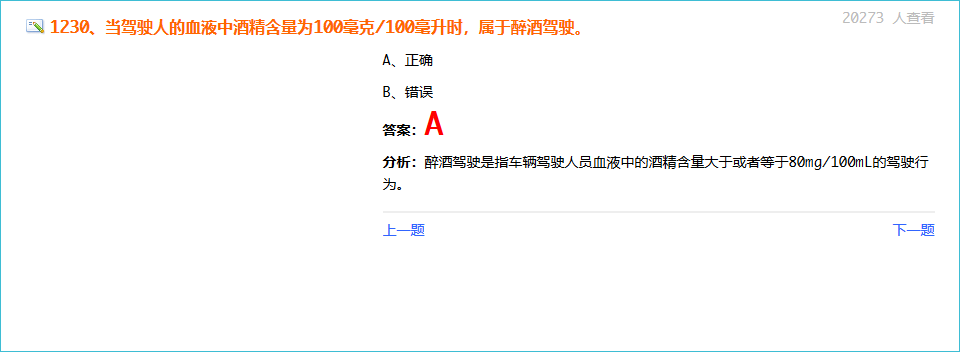 20273 人查看
1230、当驾驶人的血液中酒精含量为100毫克/100毫升时，属于醉酒驾驶。
A、正确
B、错误
答案：A
分析：醉酒驾驶是指车辆驾驶人员血液中的酒精含量大于或者等于80mg/100mL的驾驶行
为。
上一题 下一题